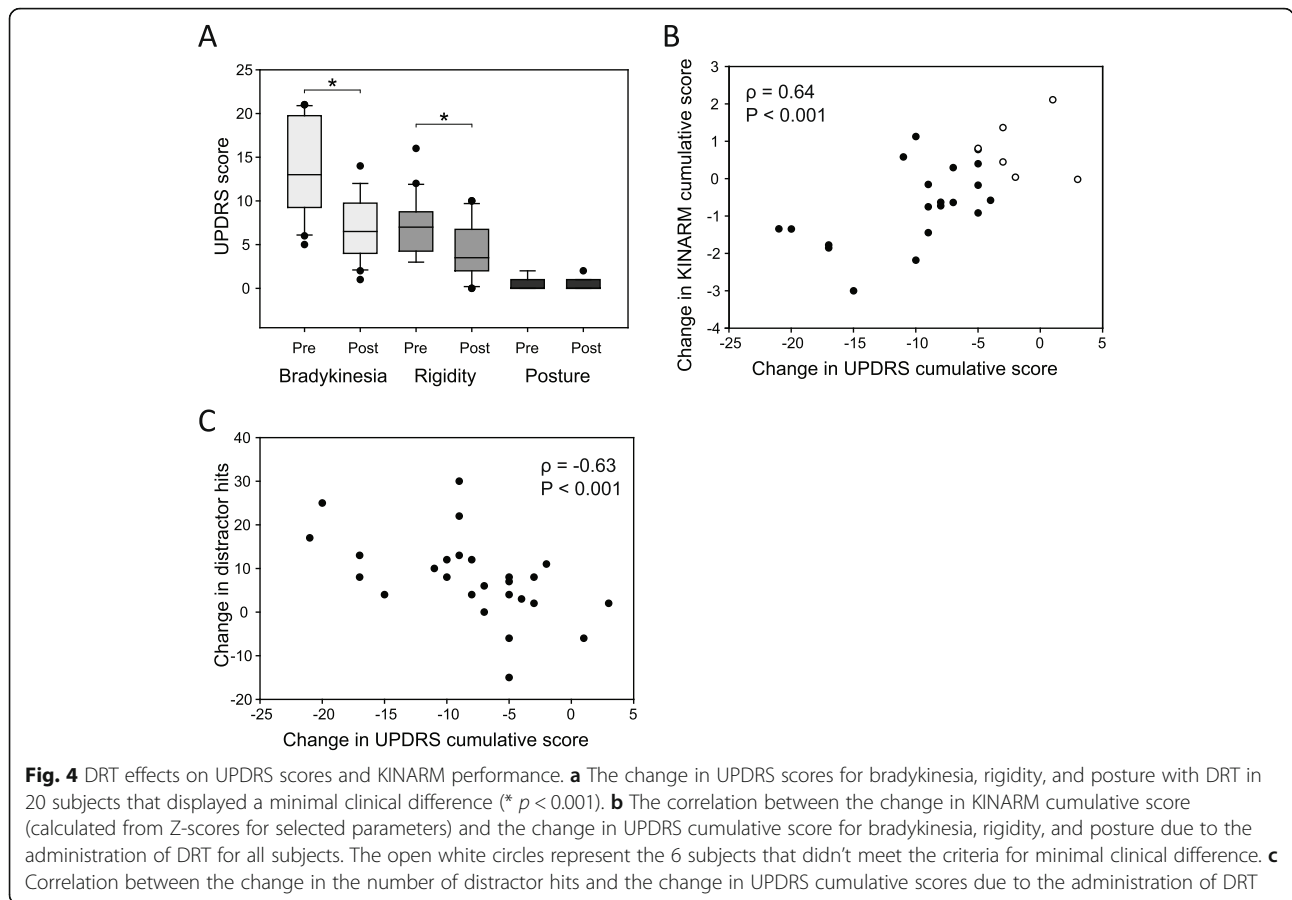 A
B
25
20
15
10
5
0
UPDRS score
*
*
Pre Post Pre Post Pre Post
Bradykinesia Rigidity Posture
3
2
1
0
-1
-2
-3
-4
Change in KINARM cumulative score
ρ = 0.64
P < 0.001
-25 -20 -15 -10 -5 0 5
Change in UPDRS cumulative score
C
40
30
20
10
0
-10
-20
Change in distractor hits
ρ = -0.63
P < 0.001
-25 -20 -15 -10 -5 0 5
Change in UPDRS cumulative score
Fig. 4 DRT effects on UPDRS scores and KINARM performance. a The change in UPDRS scores for bradykinesia, rigidity, and posture with DRT in
20 subjects that displayed a minimal clinical difference (* p < 0.001). b The correlation between the change in KINARM cumulative score
(calculated from Z-scores for selected parameters) and the change in UPDRS cumulative score for bradykinesia, rigidity, and posture due to the
administration of DRT for all subjects. The open white circles represent the 6 subjects that didn't meet the criteria for minimal clinical difference. c
Correlation between the change in the number of distractor hits and the change in UPDRS cumulative scores due to the administration of DRT